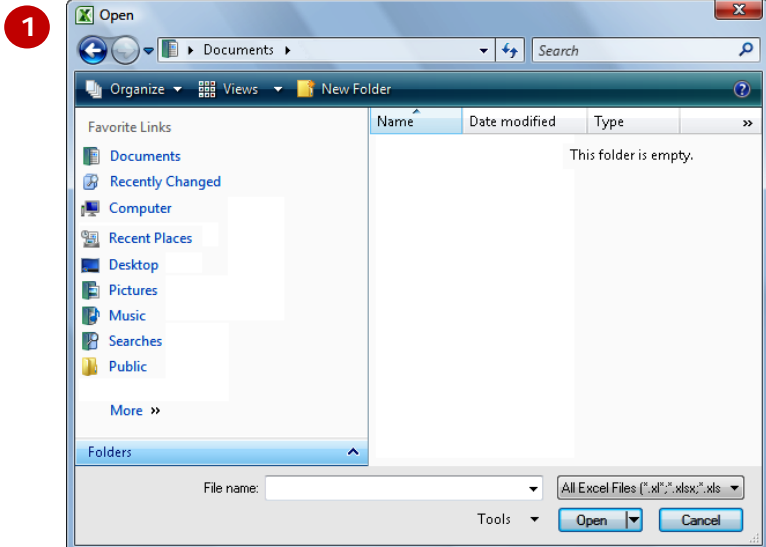 1
Open
Documents
Search
Organize Views New Folder
Favorite Links
Documents
Recently Changed
Computer
Recent Places
Desktop
Pictures
Music
Searches
Public
More »
Folders
Name Date modified Type »
This folder is empty.
File name:
All Excel Files (*.xl*;*.xlsx;*.xls
Tools Open Cancel